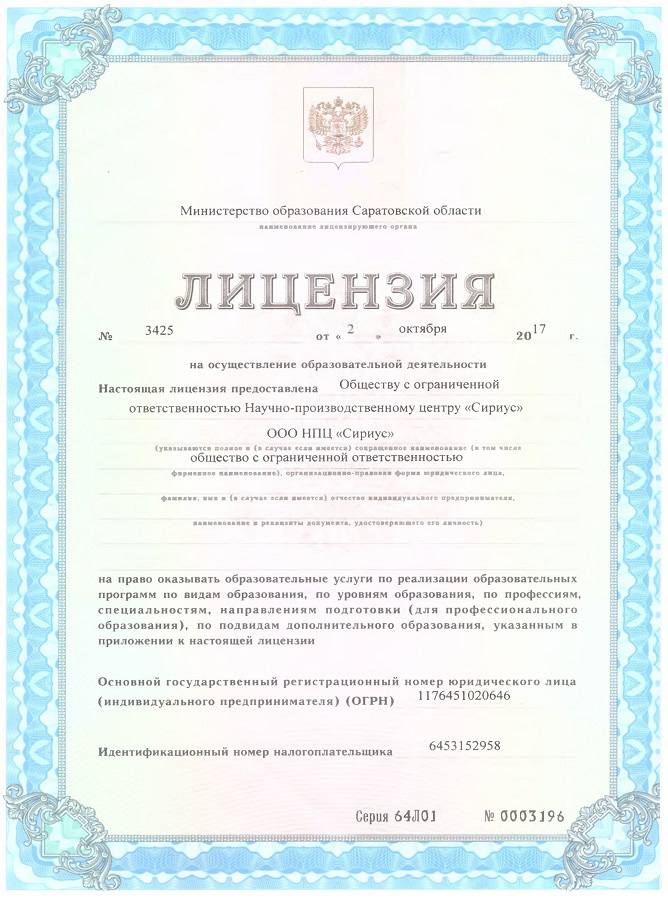 Министерство образования Саратовской области
наименование лицензирующего органа
ЛИЦЕНЗИЯ
№ 3425 от « 2 » октября 2017 г.
на осуществление образовательной деятельности
Настоящая лицензия предоставлена Обществу с ограниченной
ответственностью Научно-производственному центру «Сириус»
ООО НПЦ «Сириус»
(указываются полное и (в случае если имеется) сокращенное наименование (в том числе
общество с ограниченной ответственностью
фирменное наименование), организационно-правовая форма юридического лица,
фамилия, имя и (в случае если имеется) отчество индивидуального предпринимателя,
наименование и реквизиты документа, удостоверяющего его личность)
на право оказывать образовательные услуги по реализации образовательных
программ по видам образования, по уровням образования, по профессиям,
специальностям, направлениям подготовки (для профессионального
образования), по подвидам дополнительного образования, указанным в
приложении к настоящей лицензии
Основной государственный регистрационный номер юридического лица
(индивидуального предпринимателя) (ОГРН) 1176451020646
Идентификационный номер налогоплательщика 6453152958
Серия 64Л01 № 0003196